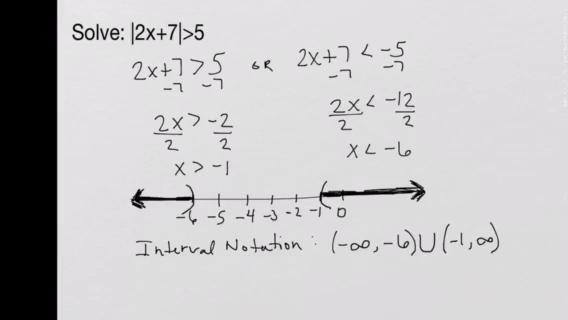 Solve: |2x+7|>5
2x+7 > 5 OR 2x+7 < -5
-7 -7 -7 -7
2x > -2 2x < -12
2 2 2 2
x > -1 x < -6
) (
-6 -5 -4 -3 -2 -1 0
Interval Notation : (-∞, -6) ∪ (-1, ∞)